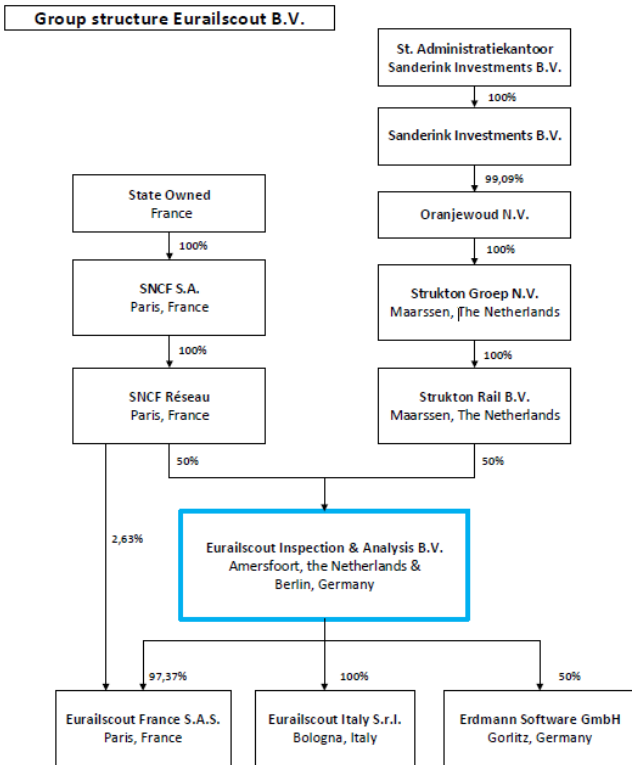 Group structure Eurailscout B.V.
St. Administratiekantoor
Sanderink Investments B.V.
100%
Sanderink Investments B.V.
99,09%
State Owned
France
Oranjewoud N.V.
100%
100%
SNCF S.A.
Paris, France
Strukton Groep N.V.
Maarssen, The Netherlands
100%
100%
SNCF Réseau
Paris, France
Strukton Rail B.V.
Maarssen, The Netherlands
50%
50%
2,63%
Eurailscout Inspection & Analysis B.V.
Amersfoort, the Netherlands &
Berlin, Germany
97,37%
100%
50%
Eurailscout France S.A.S.
Paris, France
Eurailscout Italy S.r.l.
Bologna, Italy
Erdmann Software GmbH
Gorlitz, Germany